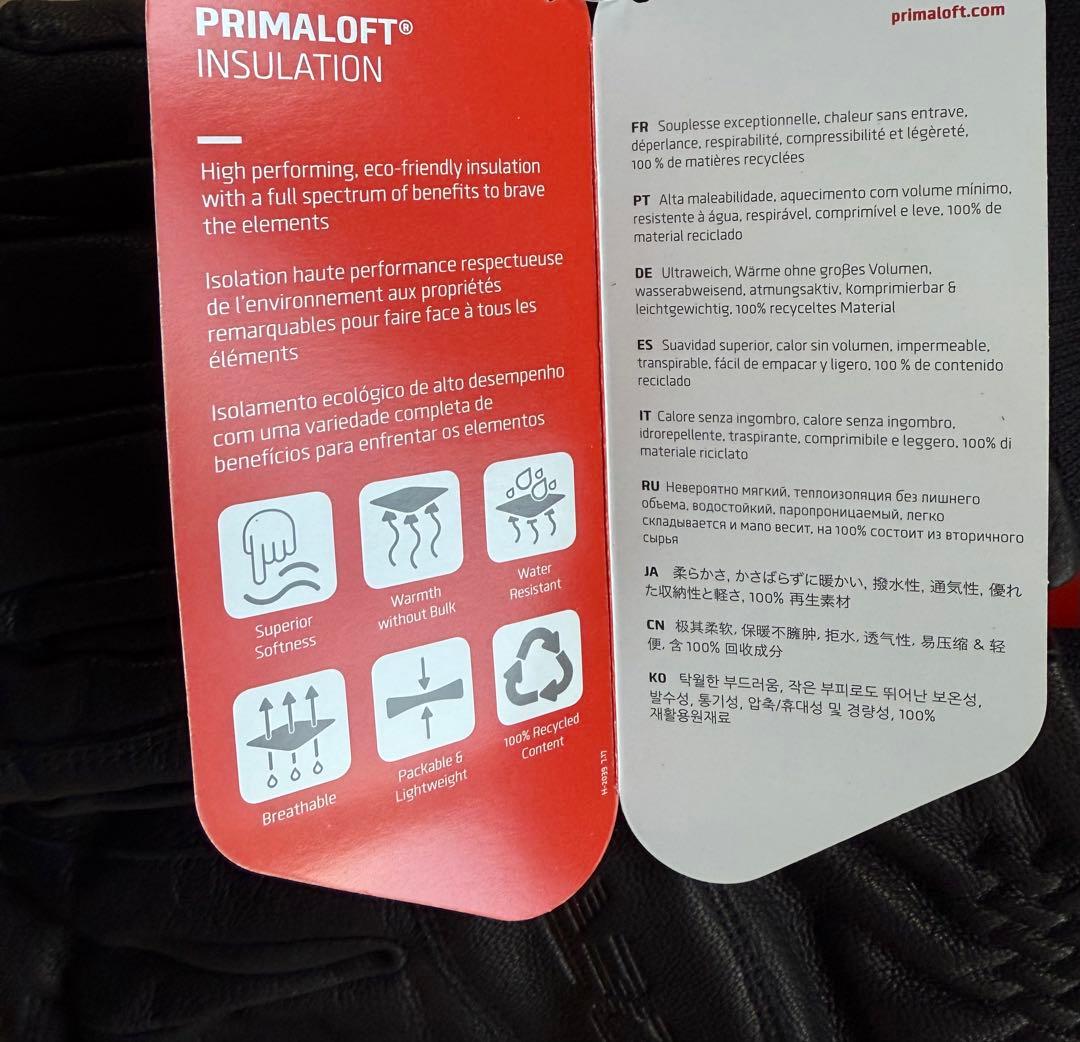 PRIMALOFT®
INSULATION
High performing, eco-friendly insulation
with a full spectrum of benefits to brave
the elements
Isolation haute performance respectueuse
de l'environnement aux propriétés
remarquables pour faire face à tous les
éléments
Isolamento ecológico de alto desempenho
com uma variedade completa de
benefícios para enfrentar os elementos
Superior
Softness
Warmth
without Bulk
Water
Resistant
Breathable
Packable &
Lightweight
100% Recycled
Content
H-2039 7.17
primaloft.com
FR Souplesse exceptionnelle, chaleur sans entrave,
déperlance, respirabilité, compressibilité et légèreté,
100 % de matières recyclées
PT Alta maleabilidade, aquecimento com volume mínimo,
resistente à água, respirável, comprimível e leve, 100% de
material reciclado
DE Ultraweich, Wärme ohne großes Volumen,
wasserabweisend, atmungsaktiv, Komprimierbar &
leichtgewichtig, 100% recyceltes Material
ES Suavidad superior, calor sin volumen, impermeable,
transpirable, fácil de empacar y ligero, 100 % de contenido
reciclado
IT Calore senza ingombro, calore senza ingombro,
idrorepellente, traspirante, comprimibile e leggero, 100% di
materiale riciclato
RU Невероятно мягкий, теплоизоляция без лишнего
объема, водостойкий, паропроницаемый, легко
складывается и мало весит, на 100% состоит из вторичного
сырья
JA 柔らかさ, かさばらずに暖かい, 撥水性, 通気性, 優れ
た収納性と軽さ, 100% 再生素材
CN 极其柔软, 保暖不臃肿, 拒水, 透气性, 易压缩 & 轻
便, 含 100% 回收成分
KO 탁월한 부드러움, 작은 부피로도 뛰어난 보온성,
발수성, 통기성, 압축/휴대성 및 경량성, 100%
재활용원재료